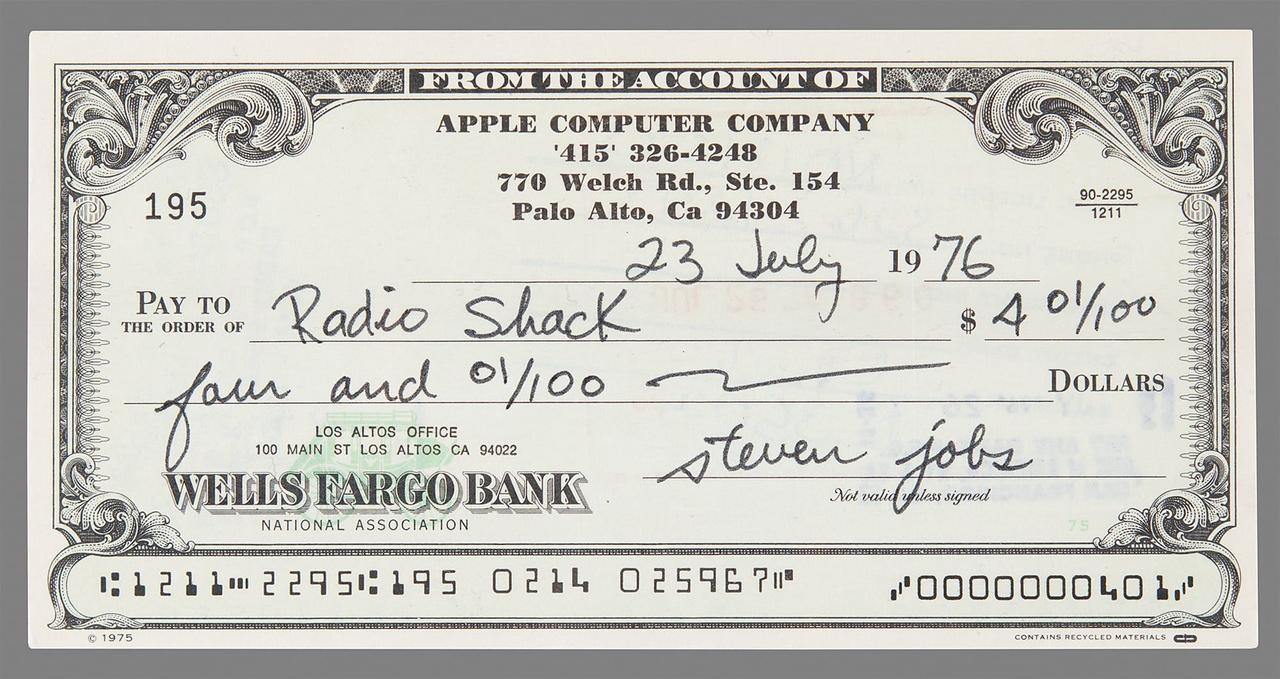 FROM THE ACCOUNT OF
APPLE COMPUTER COMPANY
'415' 326-4248
770 Welch Rd., Ste. 154
Palo Alto, Ca 94304
195
90-2295
1211
23 July 1976
PAY TO
THE ORDER OF Radio Shack $ 4 01/100
four and 01/100 DOLLARS
LOS ALTOS OFFICE
100 MAIN ST LOS ALTOS CA 94022
WELLS FARGO BANK
NATIONAL ASSOCIATION
steven jobs
Not valid unless signed
75
⑆1211⑉2295⑆195 0214 025967⑈ ⑇0000000401⑇
© 1975
CONTAINS RECYCLED MATERIALS